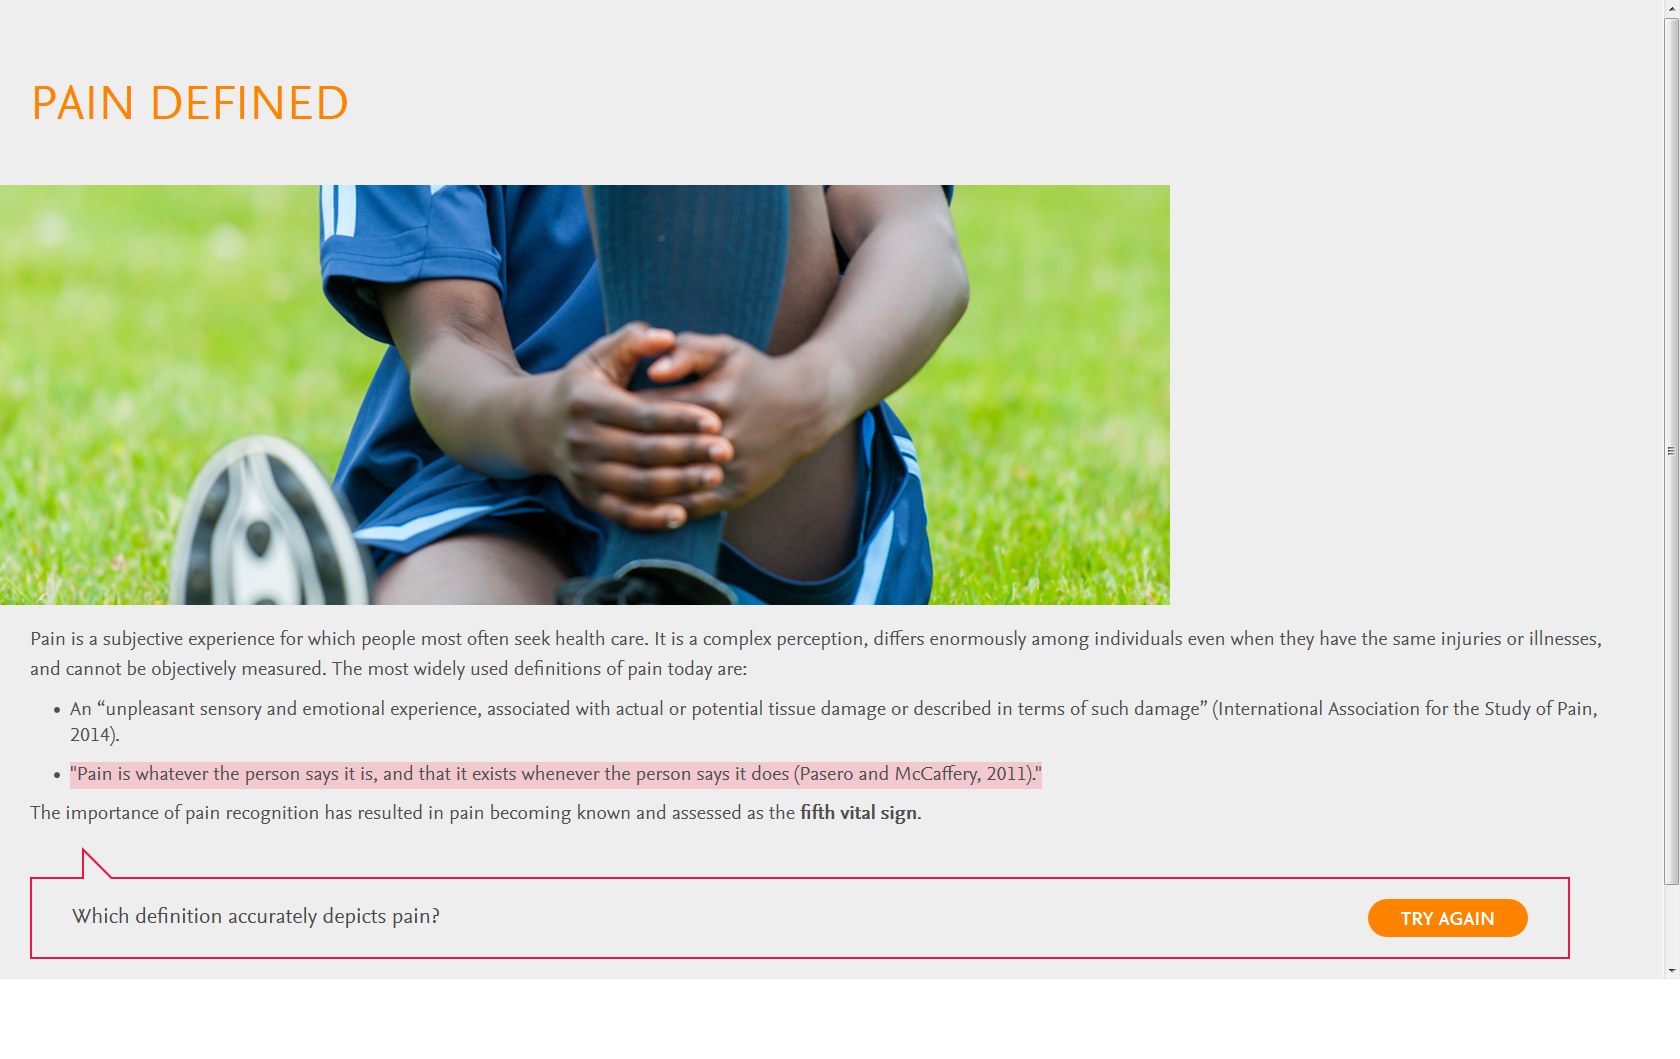 PAIN DEFINED
Pain is a subjective experience for which people most often seek health care. It is a complex perception, differs enormously among individuals even when they have the same injuries or illnesses,
and cannot be objectively measured. The most widely used definitions of pain today are:
• An “unpleasant sensory and emotional experience, associated with actual or potential tissue damage or described in terms of such damage” (International Association for the Study of Pain,
2014).
• "Pain is whatever the person says it is, and that it exists whenever the person says it does (Pasero and McCaffery, 2011)."
The importance of pain recognition has resulted in pain becoming known and assessed as the fifth vital sign.
Which definition accurately depicts pain?
TRY AGAIN